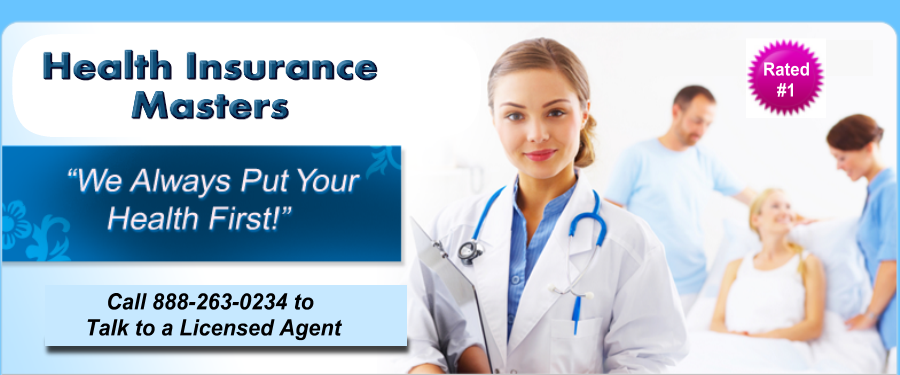 Health Insurance
Masters
Rated
#1
“We Always Put Your
Health First!”
Call 888-263-0234 to
Talk to a Licensed Agent